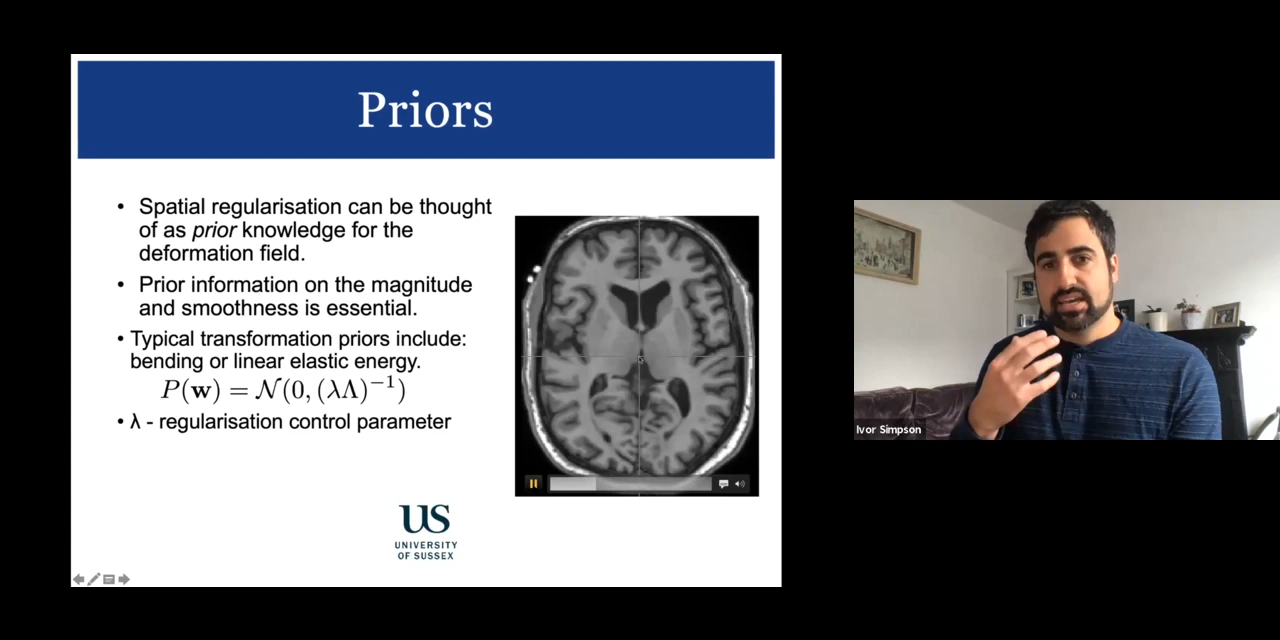 Priors
• Spatial regularisation can be thought
of as prior knowledge for the
deformation field.
• Prior information on the magnitude
and smoothness is essential.
• Typical transformation priors include:
bending or linear elastic energy.
P(w) = 𝒩(0, (λΛ)⁻¹)
• λ - regularisation control parameter
US
UNIVERSITY
OF SUSSEX
Ivor Simpson